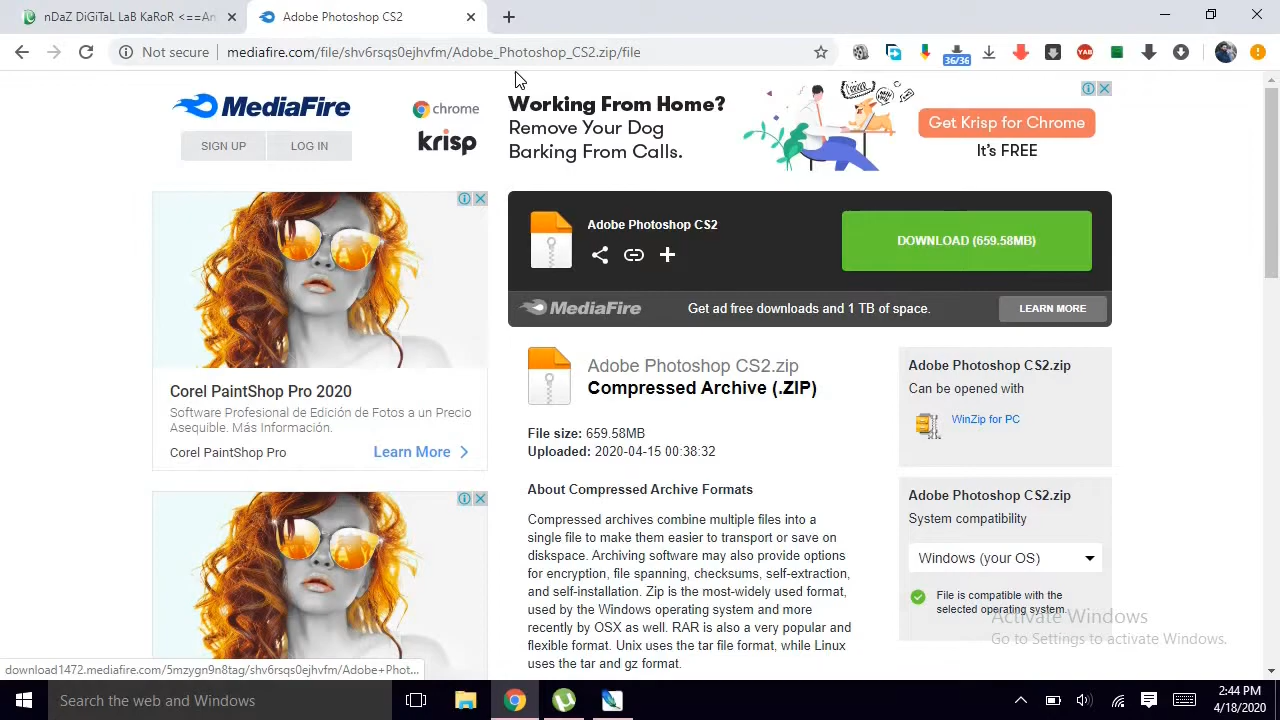 nDaZ DiGiTaL LaB KaRoR <==An
Adobe Photoshop CS2
Not secure
mediafire.com/file/shv6rsqs0ejhvfm/Adobe_Photoshop_CS2.zip/file
36/36
YAB
MediaFire
SIGN UP
LOG IN
chrome
krisp
Working From Home?
Remove Your Dog
Barking From Calls.
Get Krisp for Chrome
It's FREE
Adobe Photoshop CS2
DOWNLOAD (659.58MB)
MediaFire
Get ad free downloads and 1 TB of space.
LEARN MORE
Corel PaintShop Pro 2020
Software Profesional de Edición de Fotos a un Precio
Asequible. Más Información.
Corel PaintShop Pro
Learn More
Adobe Photoshop CS2.zip
Compressed Archive (.ZIP)
File size: 659.58MB
Uploaded: 2020-04-15 00:38:32
About Compressed Archive Formats
Compressed archives combine multiple files into a
single file to make them easier to transport or save on
diskspace. Archiving software may also provide options
for encryption, file spanning, checksums, self-extraction,
and self-installation. Zip is the most-widely used format,
used by the Windows operating system and more
recently by OSX as well. RAR is also a very popular and
flexible format. Unix uses the tar file format, while Linux
uses the tar and gz format.
Adobe Photoshop CS2.zip
Can be opened with
WinZip for PC
Adobe Photoshop CS2.zip
System compatibility
Windows (your OS)
File is compatible with the
selected operating system.
Activate Windows
Go to Settings to activate Windows.
download1472.mediafire.com/5mzygn9n8tag/shv6rsqs0ejhvfm/Adobe+Phot...
Search the web and Windows
2:44 PM
4/18/2020